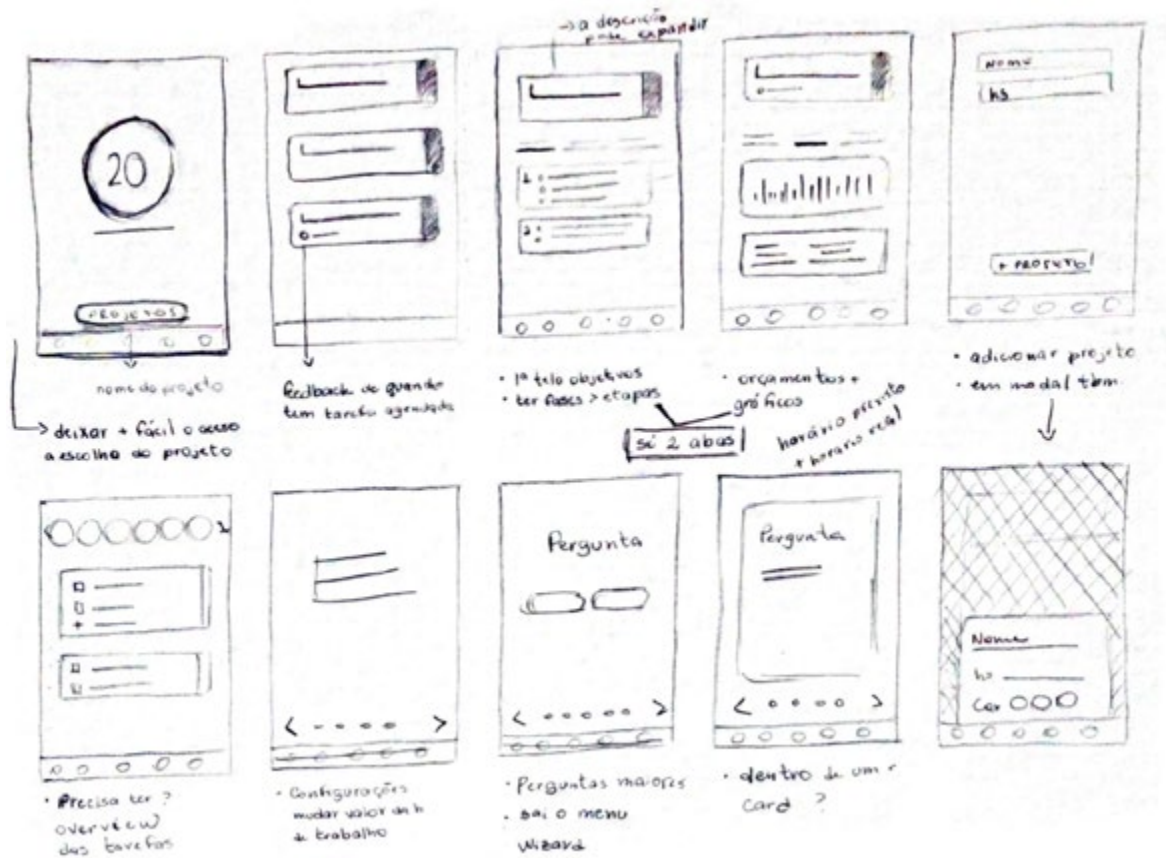 → a descrição
pode expandir
20
PROJETOS
nome do projeto
→ deixar + fácil o acesso
a escolha do projeto
feedback de quando
tem tarefa agendada
1.
2.
• 1ª tela objetivos
• ter fases > etapas
só 2 abas
• orçamentos +
gráficos
horário previsto
+ horário real
Nome
hs
+ PROJETO
• adicionar projeto
• em modal tbm.
• Precisa ter?
overview
das tarefas
• Configurações
mudar valor da h
de trabalho
Pergunta
• Perguntas maiores
• sai o menu
Wizard
Pergunta
• dentro de um
card?
Nome
hs
Cor